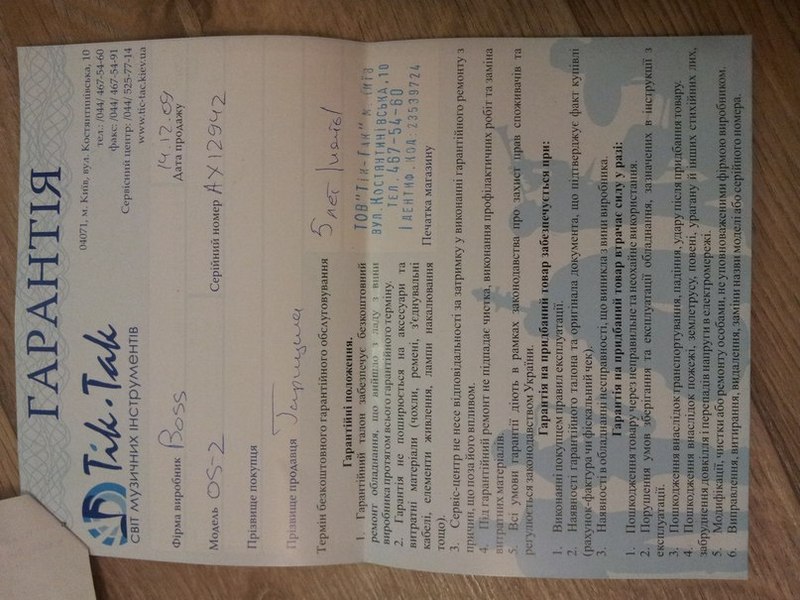 ГАРАНТІЯ
Тік·Так
СВІТ МУЗИЧНИХ ІНСТРУМЕНТІВ
04071, м. Київ, вул. Костянтинівська, 10
тел.: /044/ 467-54-60
факс: /044/ 467-54-91
Сервісний центр: /044/ 525-77-14
www.tic-tac.kiev.ua
Фірма виробник Boss
14.12.09
Дата продажу
Модель OS-2
Серійний номер AX12942
Прізвище покупця
Прізвище продавця
Термін безкоштовного гарантійного обслуговування 5 лет (пять)
ТОВ"Тік-Так" м. КИЇВ
ВУЛ.КОСТЯНТИНІВСЬКА,10
ТЕЛ. 467-54-60
ІДЕНТИФ.КОД:23539724
Печатка магазину
Гарантійні положення.
1. Гарантійний талон забезпечує безкоштовний
ремонт обладнання, що вийшло з ладу з вини
виробника протягом всього гарантійного терміну.
2. Гарантія не поширюється на аксесуари та
витратні матеріали (чохли, ремені, з'єднувальні
кабелі, елементи живлення, лампи накалювання
тощо).
3. Сервіс-центр не несе відповідальності за затримку у виконанні гарантійного ремонту з
причин, що поза його впливом.
4. Під гарантійний ремонт не підпадає чистка, виконання профілактичних робіт та заміна
витратних матеріалів.
5. Всі умови гарантії діють в рамках законодавства про захист прав споживачів та
регулюється законодавством України.
Гарантія на придбаний товар забезпечується при:
1. Виконанні покупцем правил експлуатації.
2. Наявності гарантійного талона та оригінала документа, що підтверджує факт купівлі
(рахунок-фактура чи фіскальний чек).
3. Наявності в обладнанні несправності, що виникла з вини виробника.
Гарантія на придбаний товар втрачає силу у разі:
1. Пошкодження товару через неправильне та неохайне використання.
2. Порушення умов зберігання та експлуатації обладнання, зазначених в інструкції з
експлуатації.
3. Пошкодження внаслідок транспортування, падіння, удару після придбання товару.
4. Пошкодження внаслідок пожежі, землетрусу, повені, урагану й інших стихійних лих,
забруднення довкілля і перепадів напруги в електромережі.
5. Модифікації, чистки або ремонту особами, не уповноваженими фірмою виробником.
6. Виправлення, витирання, видалення, заміни назви моделі або серійного номера.